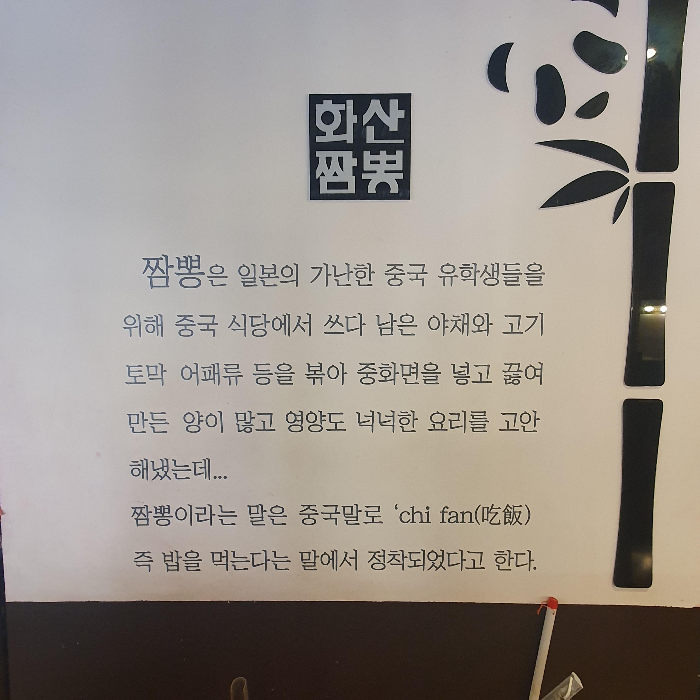 화산
짬뽕
짬뽕은 일본의 가난한 중국 유학생들을
위해 중국 식당에서 쓰다 남은 야채와 고기
토막 어패류 등을 볶아 중화면을 넣고 끓여
만든 양이 많고 영양도 넉넉한 요리를 고안
해냈는데...
짬뽕이라는 말은 중국말로 ‘chi fan(吃飯)
즉 밥을 먹는다는 말에서 정착되었다고 한다.